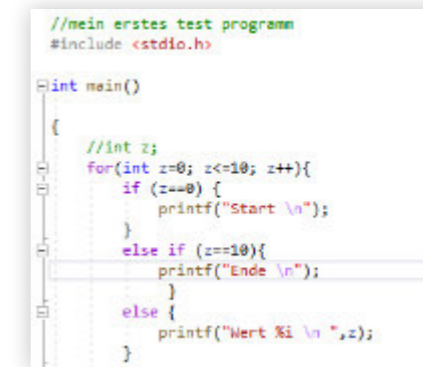 //mein erstes test programm
#include <stdio.h>
int main()
{
//int z;
for(int z=0; z<=10; z++){
if (z==0) {
printf("Start \n");
}
else if (z==10){
printf("Ende \n");
}
else {
printf("Wert %i \n ",z);
}